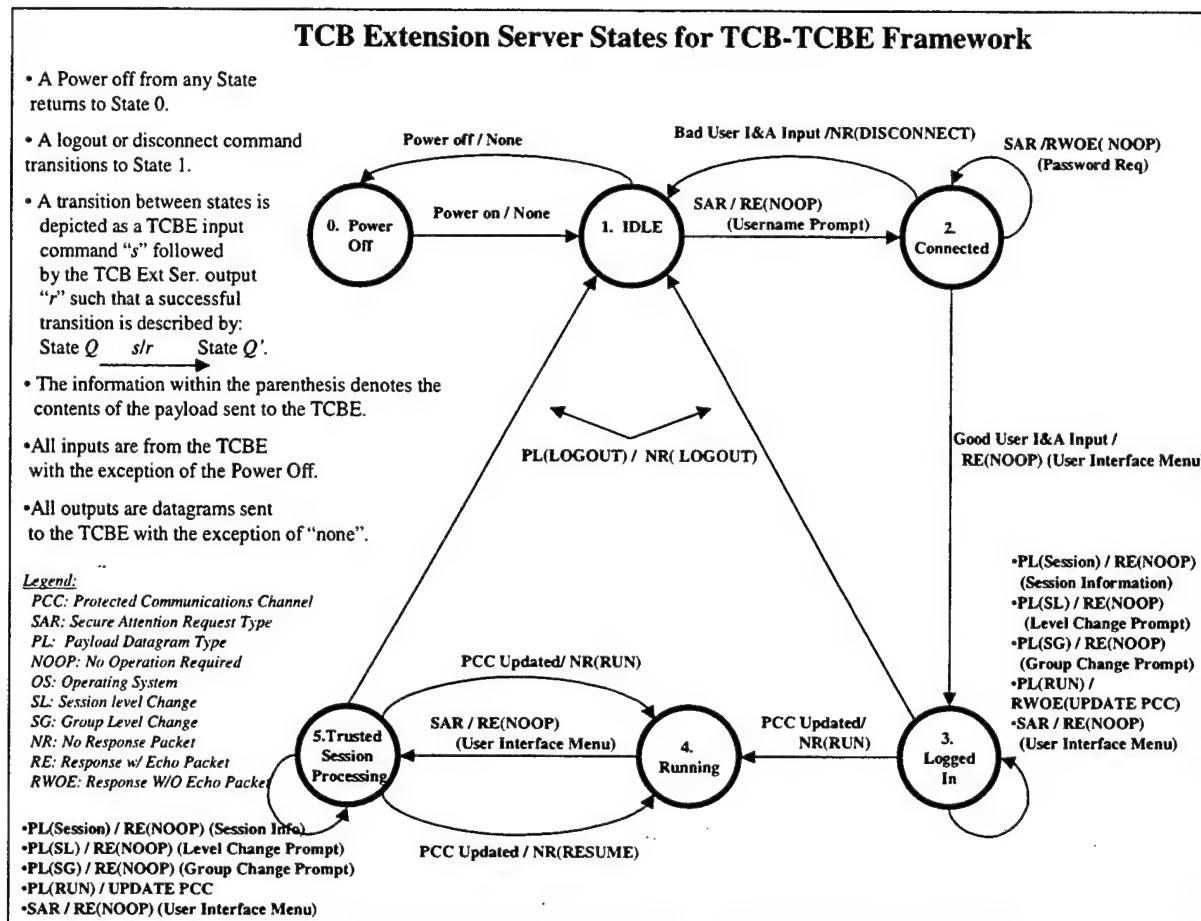 TCB Extension Server States for TCB-TCBE Framework
• A Power off from any State
returns to State 0.
• A logout or disconnect command
transitions to State 1.
• A transition between states is
depicted as a TCBE input
command “s” followed
by the TCB Ext Ser. output
“r” such that a successful
transition is described by:
State Q s/r State Q’.
• The information within the parenthesis denotes the
contents of the payload sent to the TCBE.
•All inputs are from the TCBE
with the exception of the Power Off.
•All outputs are datagrams sent
to the TCBE with the exception of “none”.
Legend:
PCC: Protected Communications Channel
SAR: Secure Attention Request Type
PL: Payload Datagram Type
NOOP: No Operation Required
OS: Operating System
SL: Session level Change
SG: Group Level Change
NR: No Response Packet
RE: Response w/ Echo Packet
RWOE: Response W/O Echo Packet
Power off / None
Bad User I&A Input /NR(DISCONNECT)
SAR /RWOE( NOOP)
(Password Req)
0. Power
Off
Power on / None
1. IDLE
SAR / RE(NOOP)
(Username Prompt)
2.
Connected
PL(LOGOUT) / NR( LOGOUT)
Good User I&A Input /
RE(NOOP) (User Interface Menu
•PL(Session) / RE(NOOP)
(Session Information)
•PL(SL) / RE(NOOP)
(Level Change Prompt)
•PL(SG) / RE(NOOP)
(Group Change Prompt)
•PL(RUN) /
RWOE(UPDATE PCC)
•SAR / RE(NOOP)
(User Interface Menu)
PCC Updated/ NR(RUN)
5.Trusted
Session
Processing
SAR / RE(NOOP)
(User Interface Menu)
4.
Running
PCC Updated/
NR(RUN)
3.
Logged
In
PCC Updated / NR(RESUME)
•PL(Session) / RE(NOOP) (Session Info)
•PL(SL) / RE(NOOP) (Level Change Prompt)
•PL(SG) / RE(NOOP) (Group Change Prompt)
•PL(RUN) / UPDATE PCC
•SAR / RE(NOOP) (User Interface Menu)